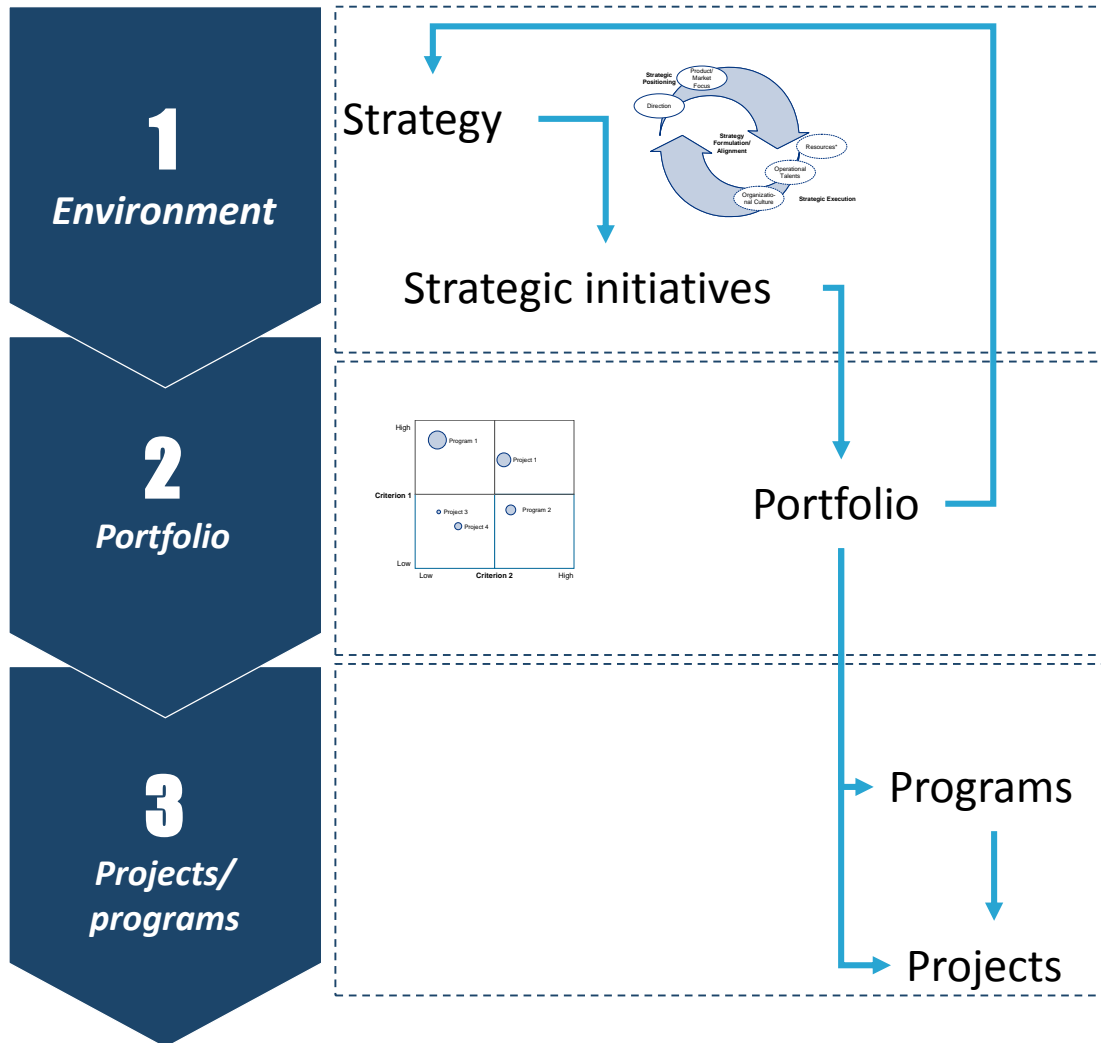 1
Environment
Strategy
Strategic
Positioning
Product/
Market
Focus
Direction
Strategy
Formulation/
Alignment
Resources*
Operational
Talents
Organizatio-
nal Culture
Strategic Execution
Strategic initiatives
2
Portfolio
High
Program 1
Project 1
Criterion 1
Project 3
Program 2
Project 4
Low
Low
Criterion 2
High
Portfolio
3
Projects/
programs
Programs
Projects